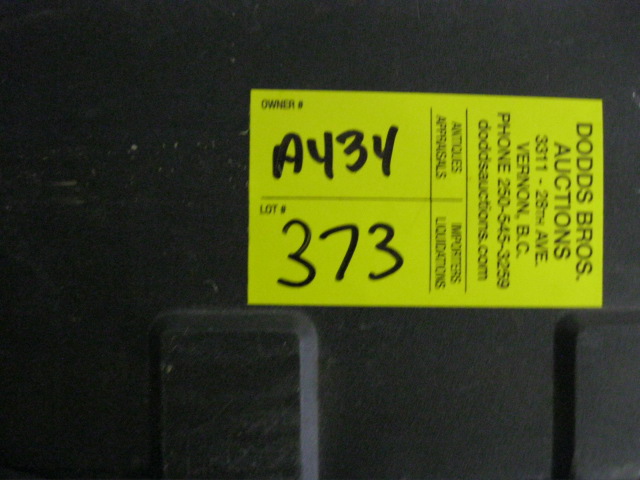 DODDS BROS.
AUCTIONS
3311 - 28TH AVE.
VERNON, B.C.
PHONE 250-545-3259
doddsauctions.com
ANTIQUES IMPORTERS
APPRAISALS LIQUIDATIONS
OWNER #
A434
LOT #
373